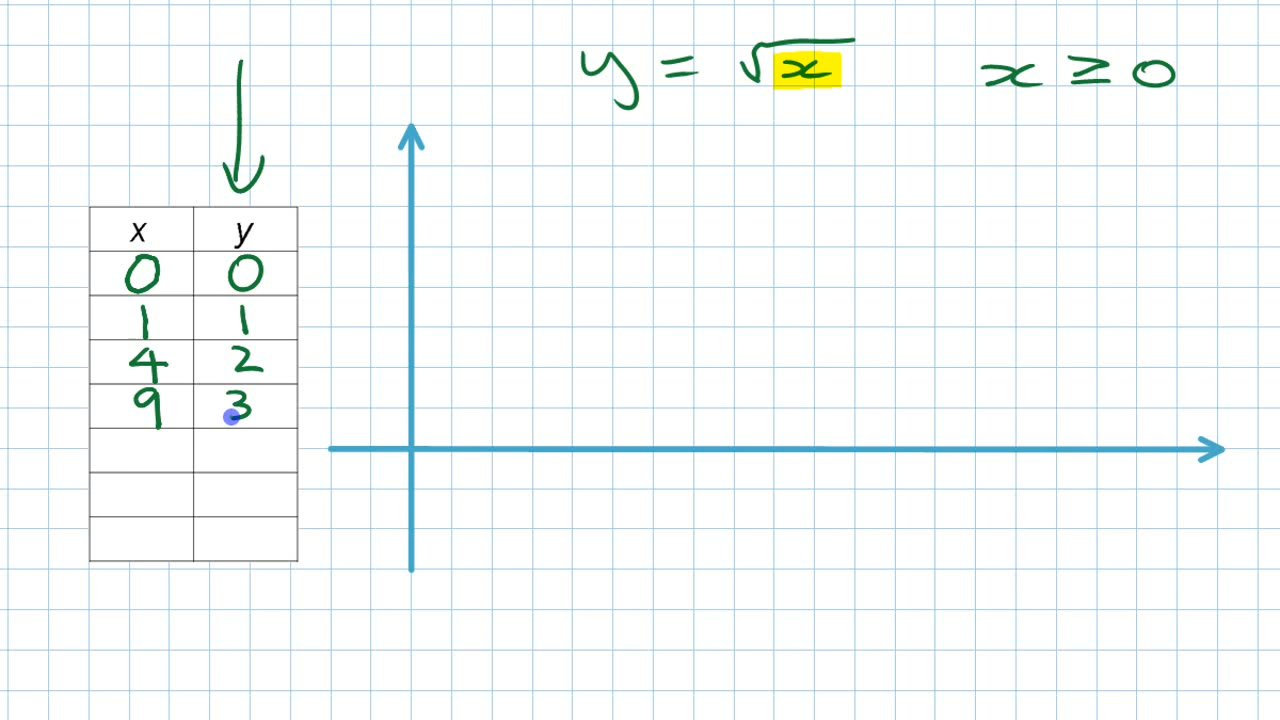 y = √x x ≥ 0
x y
0 0
1 1
4 2
9 3